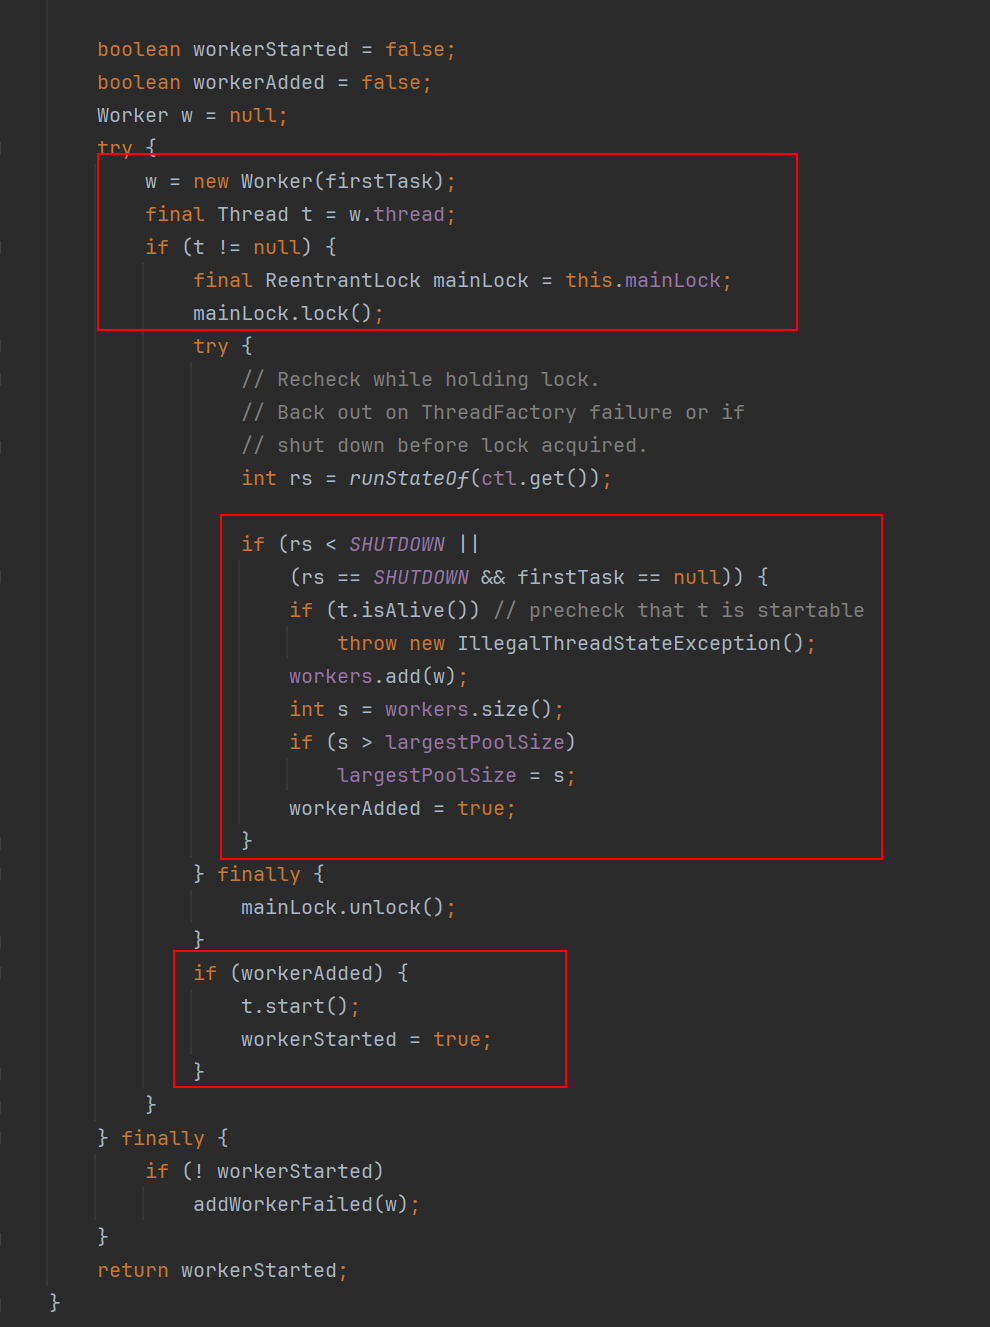 boolean workerStarted = false;
boolean workerAdded = false;
Worker w = null;
try {
w = new Worker(firstTask);
final Thread t = w.thread;
if (t != null) {
final ReentrantLock mainLock = this.mainLock;
mainLock.lock();
try {
// Recheck while holding lock.
// Back out on ThreadFactory failure or if
// shut down before lock acquired.
int rs = runStateOf(ctl.get());
if (rs < SHUTDOWN ||
(rs == SHUTDOWN && firstTask == null)) {
if (t.isAlive()) // precheck that t is startable
throw new IllegalThreadStateException();
workers.add(w);
int s = workers.size();
if (s > largestPoolSize)
largestPoolSize = s;
workerAdded = true;
}
} finally {
mainLock.unlock();
}
if (workerAdded) {
t.start();
workerStarted = true;
}
}
} finally {
if (! workerStarted)
addWorkerFailed(w);
}
return workerStarted;
}